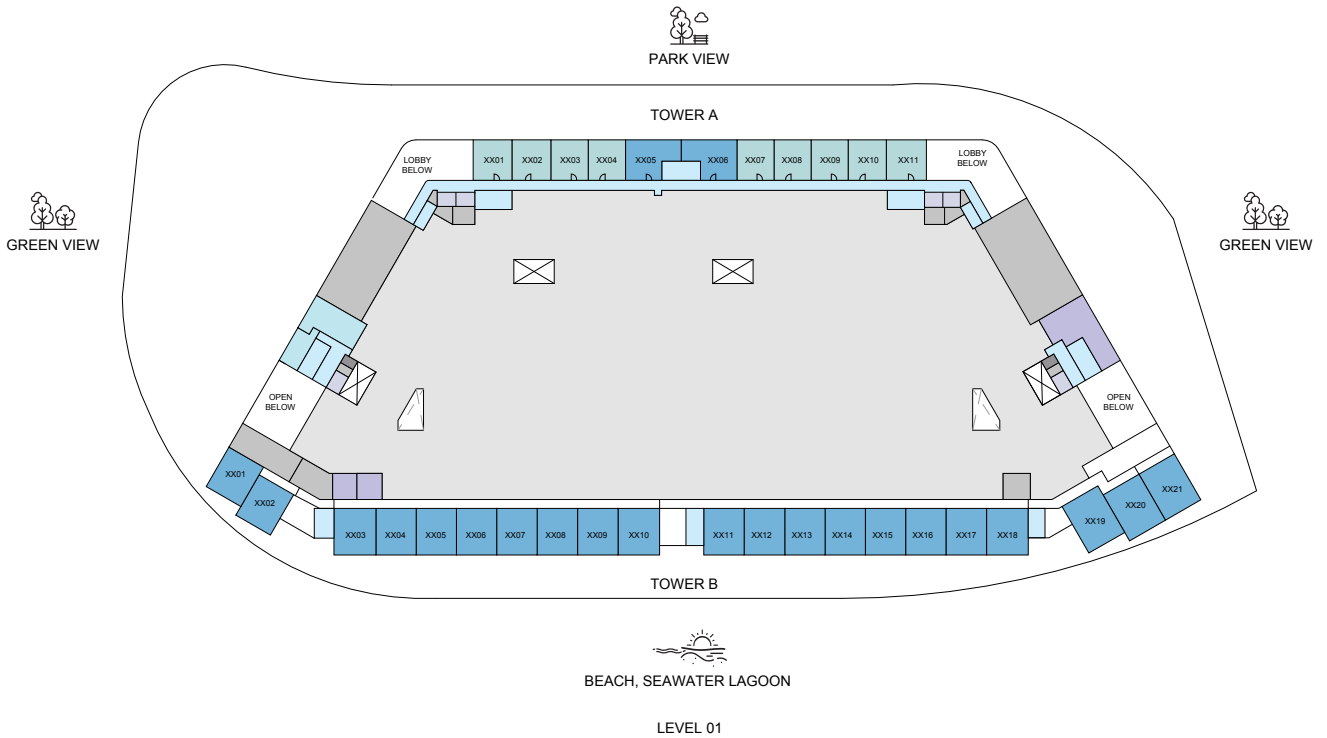 PARK VIEW
TOWER A
LOBBY
BELOW
XX01 XX02 XX03 XX04 XX05 XX06 XX07 XX08 XX09 XX10 XX11
LOBBY
BELOW
GREEN VIEW
GREEN VIEW
OPEN
BELOW
OPEN
BELOW
XX01
XX02
XX03 XX04 XX05 XX06 XX07 XX08 XX09 XX10 XX11 XX12 XX13 XX14 XX15 XX16 XX17 XX18
XX19
XX20
XX21
TOWER B
BEACH, SEAWATER LAGOON
LEVEL 01